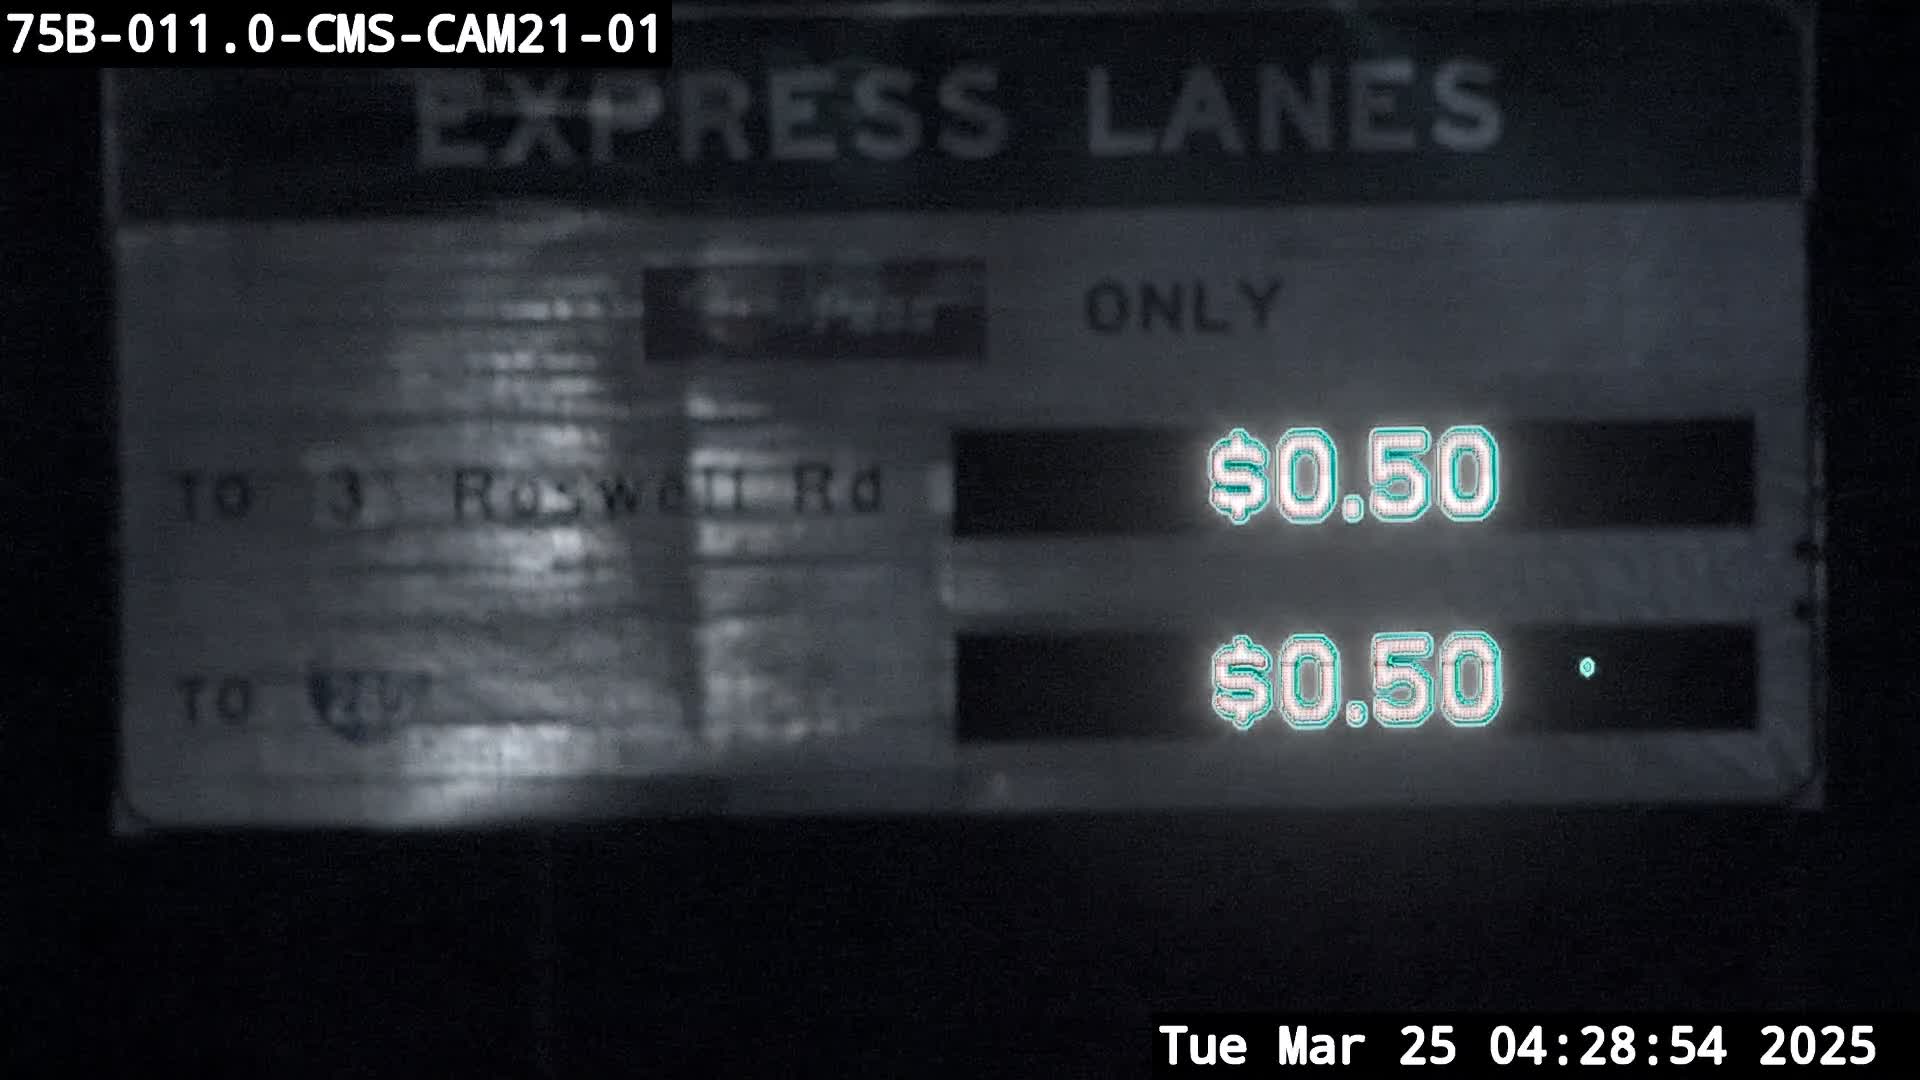 75B-011.0-CMS-CAM21-01
EXPRESS LANES
ONLY
TO 3 Roswell Rd $0.50
TO $0.50
Tue Mar 25 04:28:54 2025